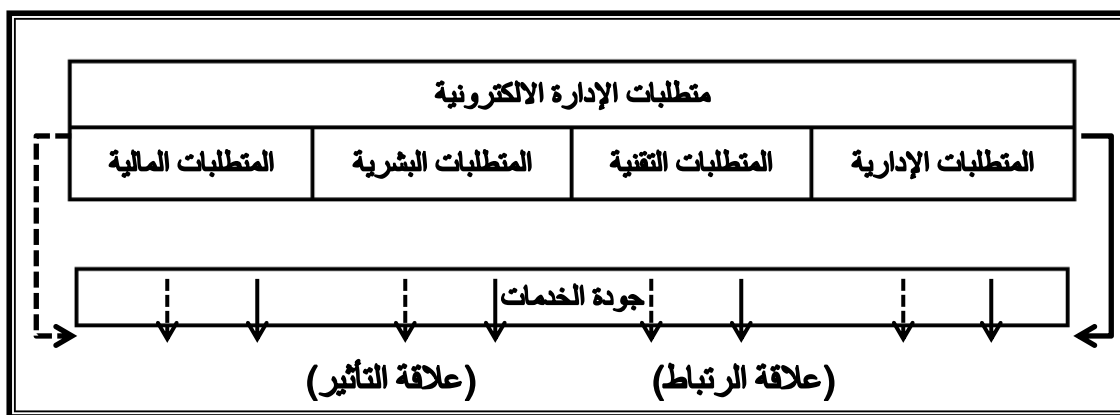 متطلبات الإدارة الالكترونية
المتطلبات الإدارية المتطلبات التقنية المتطلبات البشرية المتطلبات المالية
جودة الخدمات
(علاقة الرتباط) (علاقة التأثير)